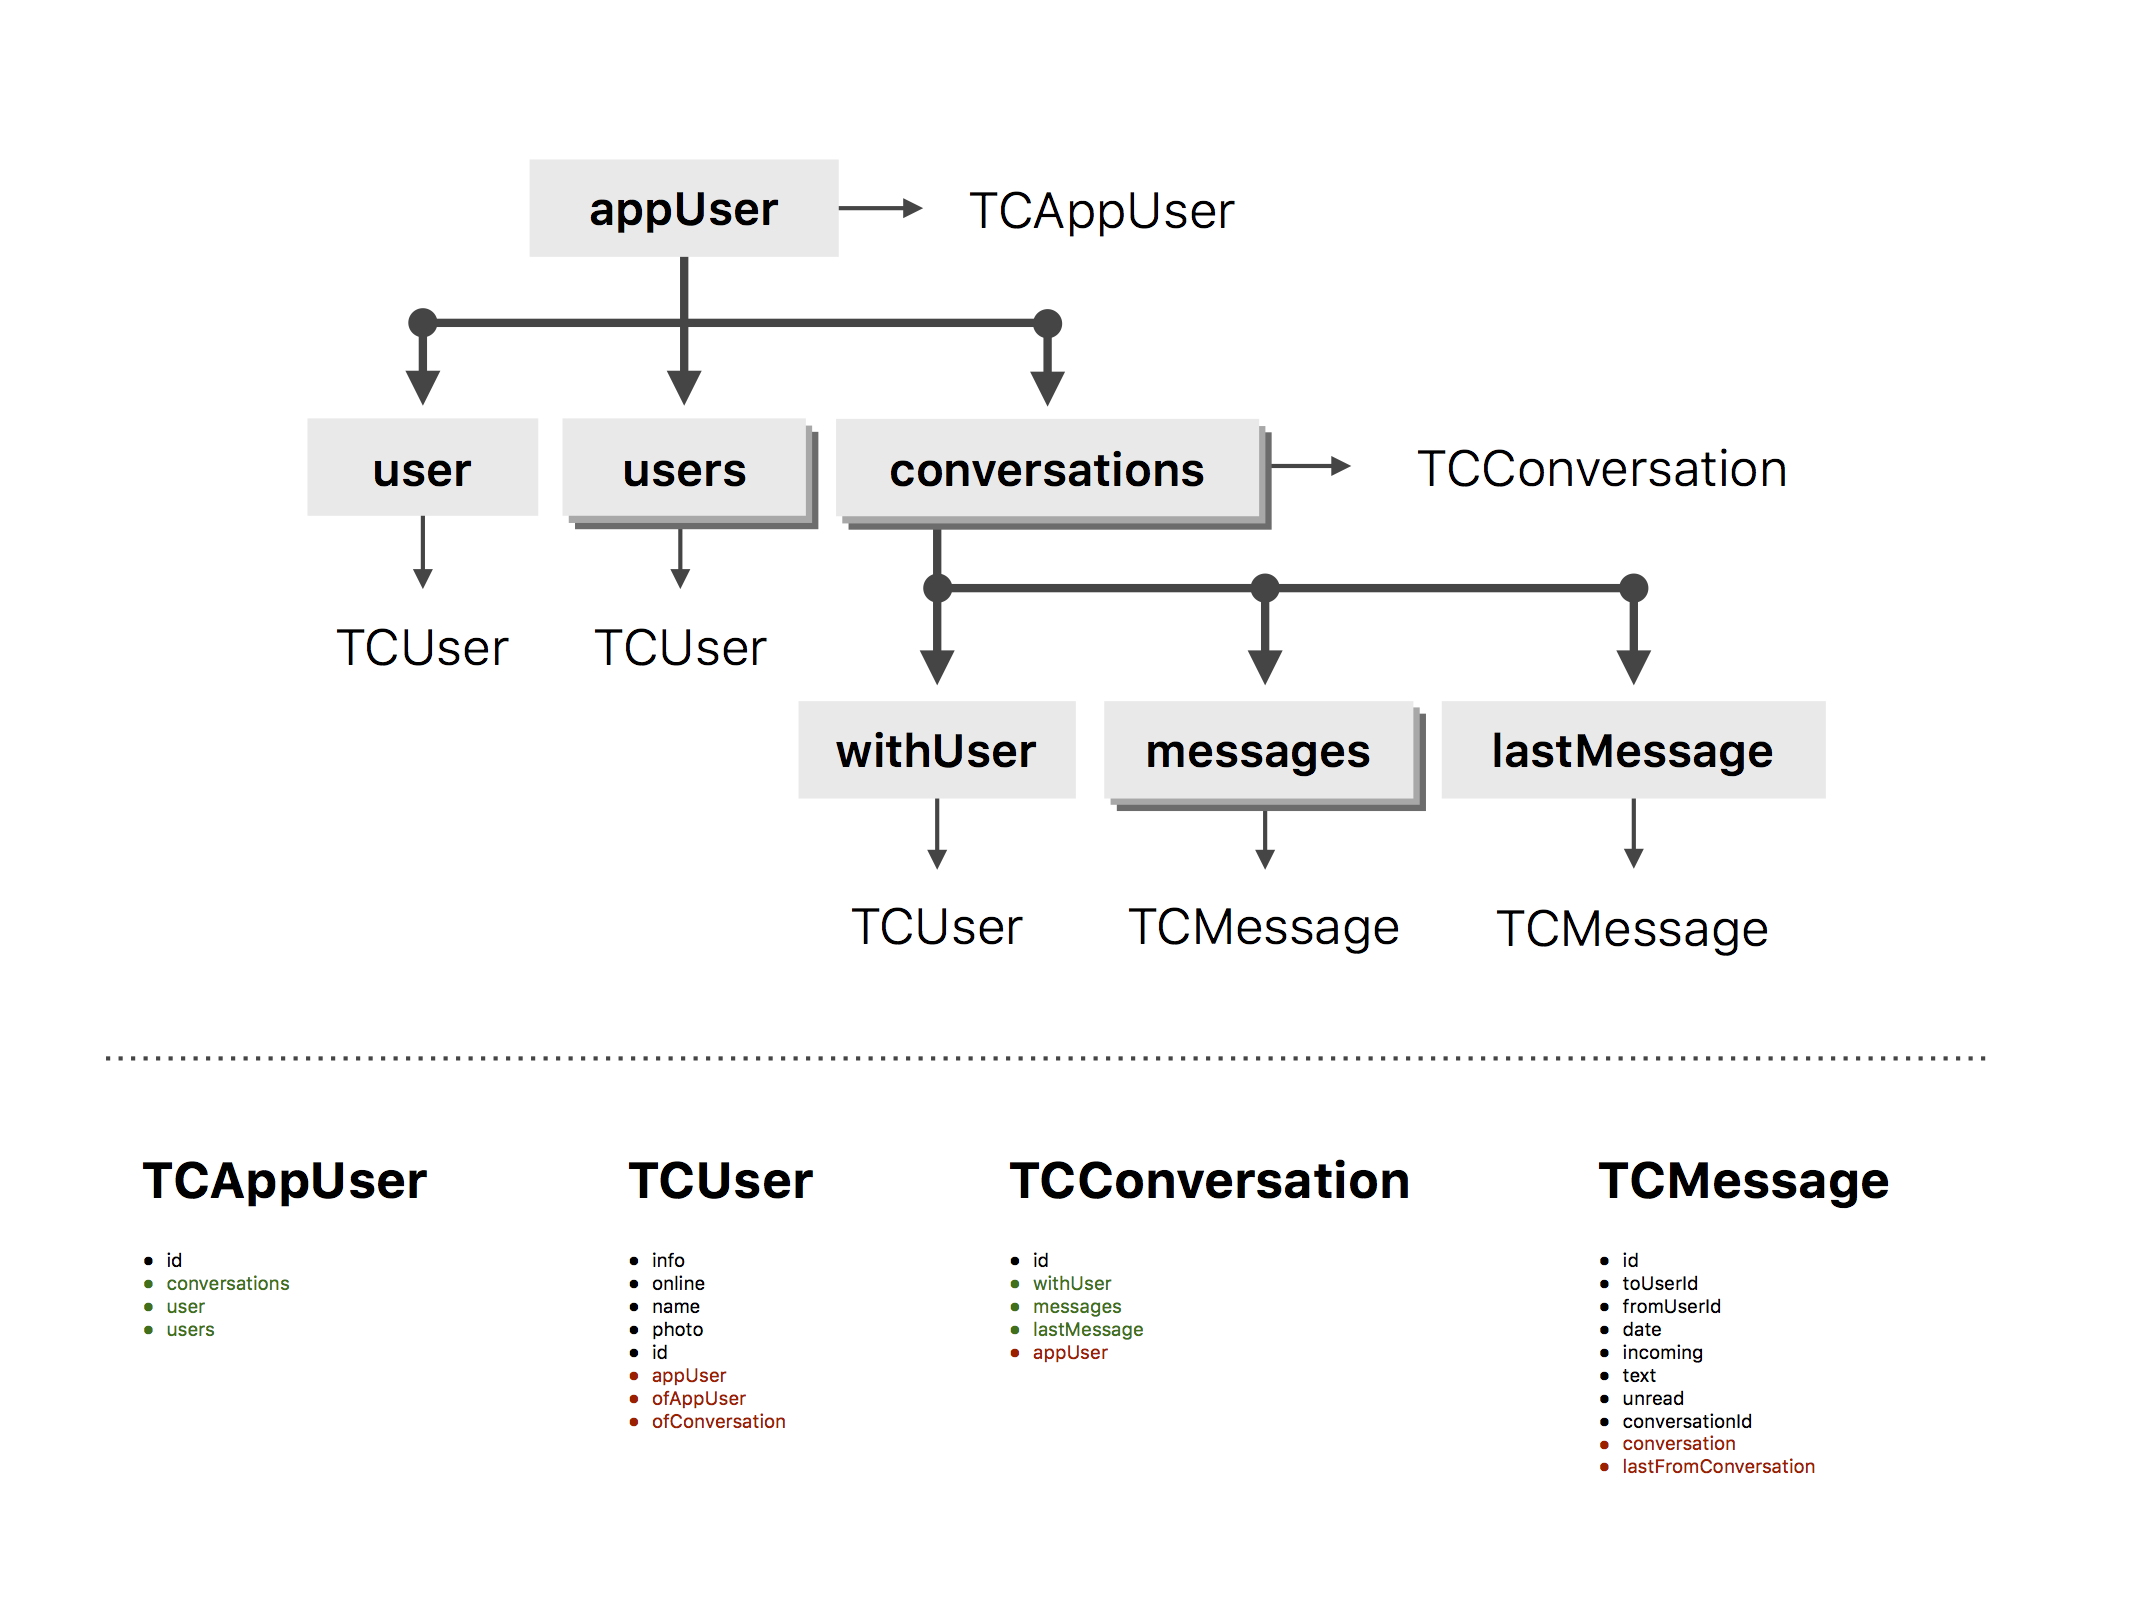 appUser
TCAppUser
user
users
conversations
TCConversation
TCUser
TCUser
withUser
messages
lastMessage
TCUser
TCMessage
TCMessage
TCAppUser
• id
• conversations
• user
• users
TCUser
• info
• online
• name
• photo
• id
• appUser
• ofAppUser
• ofConversation
TCConversation
• id
• withUser
• messages
• lastMessage
• appUser
TCMessage
• id
• toUserId
• fromUserId
• date
• incoming
• text
• unread
• conversationId
• conversation
• lastFromConversation